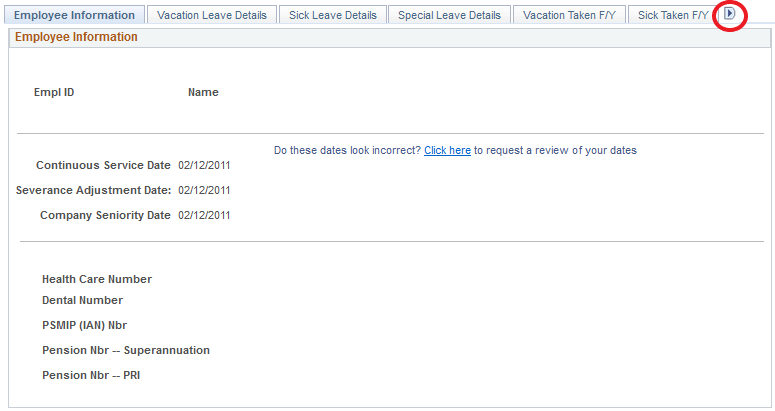 Employee Information Vacation Leave Details Sick Leave Details Special Leave Details Vacation Taken F/Y Sick Taken F/Y
Employee Information
Empl ID Name
Do these dates look incorrect? Click here to request a review of your dates
Continuous Service Date 02/12/2011
Severance Adjustment Date: 02/12/2011
Company Seniority Date 02/12/2011
Health Care Number
Dental Number
PSMIP (IAN) Nbr
Pension Nbr -- Superannuation
Pension Nbr -- PRI